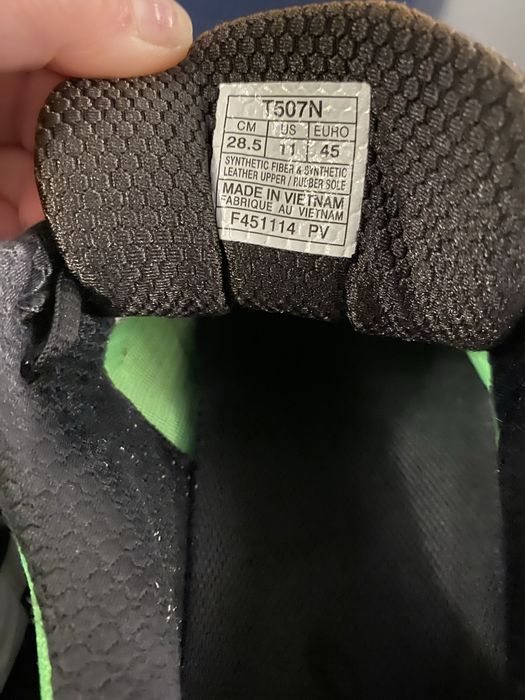 T507N
CM US EURO
28.5 11 45
SYNTHETIC FIBER & SYNTHETIC
LEATHER UPPER / RUBBER SOLE
MADE IN VIETNAM
FABRIQUE AU VIETNAM
F451114 PV